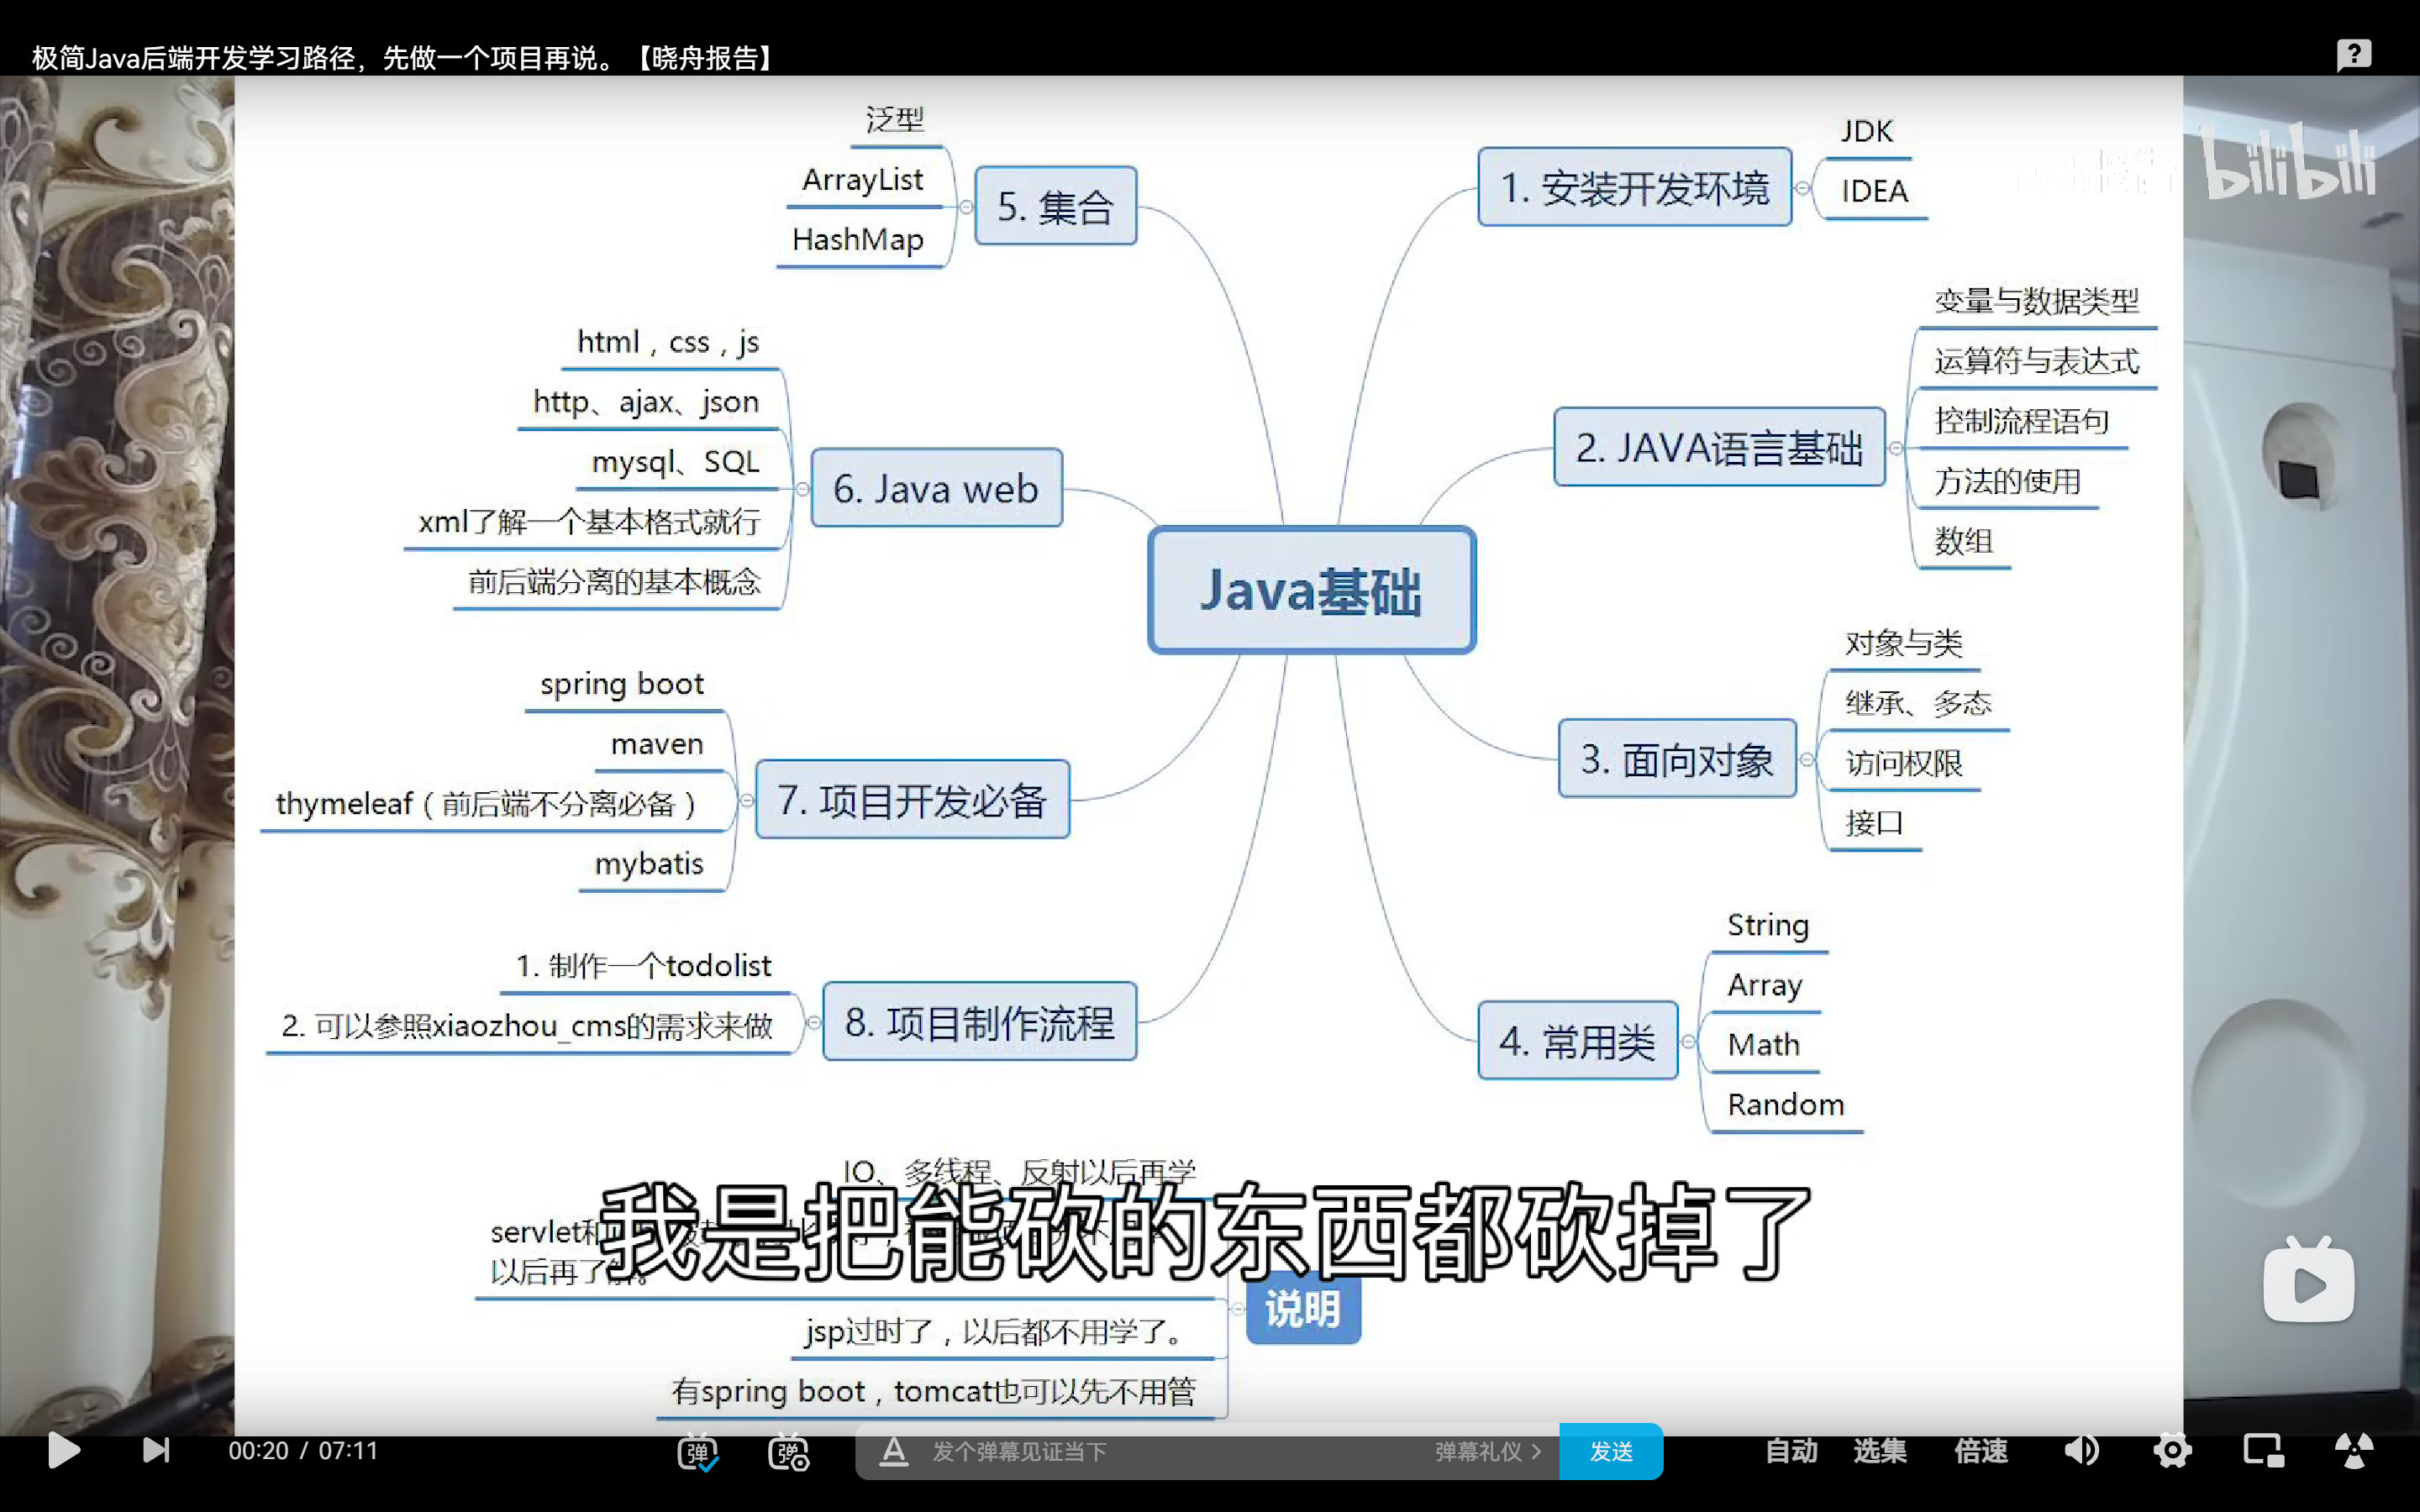 极简Java后端开发学习路径，先做一个项目再说。【晓舟报告】
bilibili
Java基础
1. 安装开发环境
JDK
IDEA
2. JAVA语言基础
变量与数据类型
运算符与表达式
控制流程语句
方法的使用
数组
3. 面向对象
对象与类
继承、多态
访问权限
接口
4. 常用类
String
Array
Math
Random
5. 集合
泛型
ArrayList
HashMap
6. Java web
html，css，js
http、ajax、json
mysql、SQL
xml了解一个基本格式就行
前后端分离的基本概念
7. 项目开发必备
spring boot
maven
thymeleaf（前后端不分离必备）
mybatis
8. 项目制作流程
1. 制作一个todolist
2. 可以参照xiaozhou_cms的需求来做
说明
IO、多线程、反射以后再学
servlet和
以后再了解。
jsp过时了，以后都不用学了。
有spring boot，tomcat也可以先不用管
我是把能砍的东西都砍掉了
00:20 / 07:11
弹
弹
A 发个弹幕见证当下
弹幕礼仪 >
发送
自动
选集
倍速